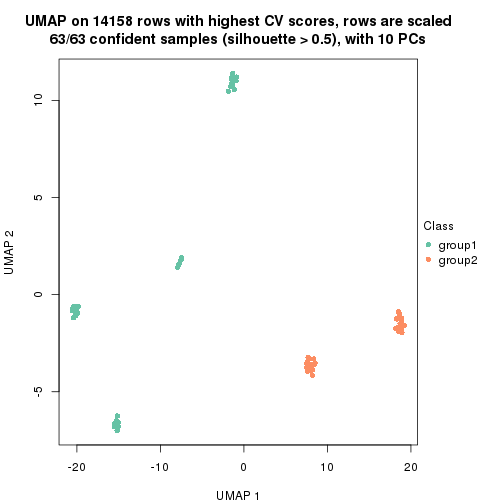 UMAP on 14158 rows with highest CV scores, rows are scaled
63/63 confident samples (silhouette > 0.5), with 10 PCs
10
5
0
-5
UMAP 2
-20
-10
0
10
20
UMAP 1
Class
group1
group2